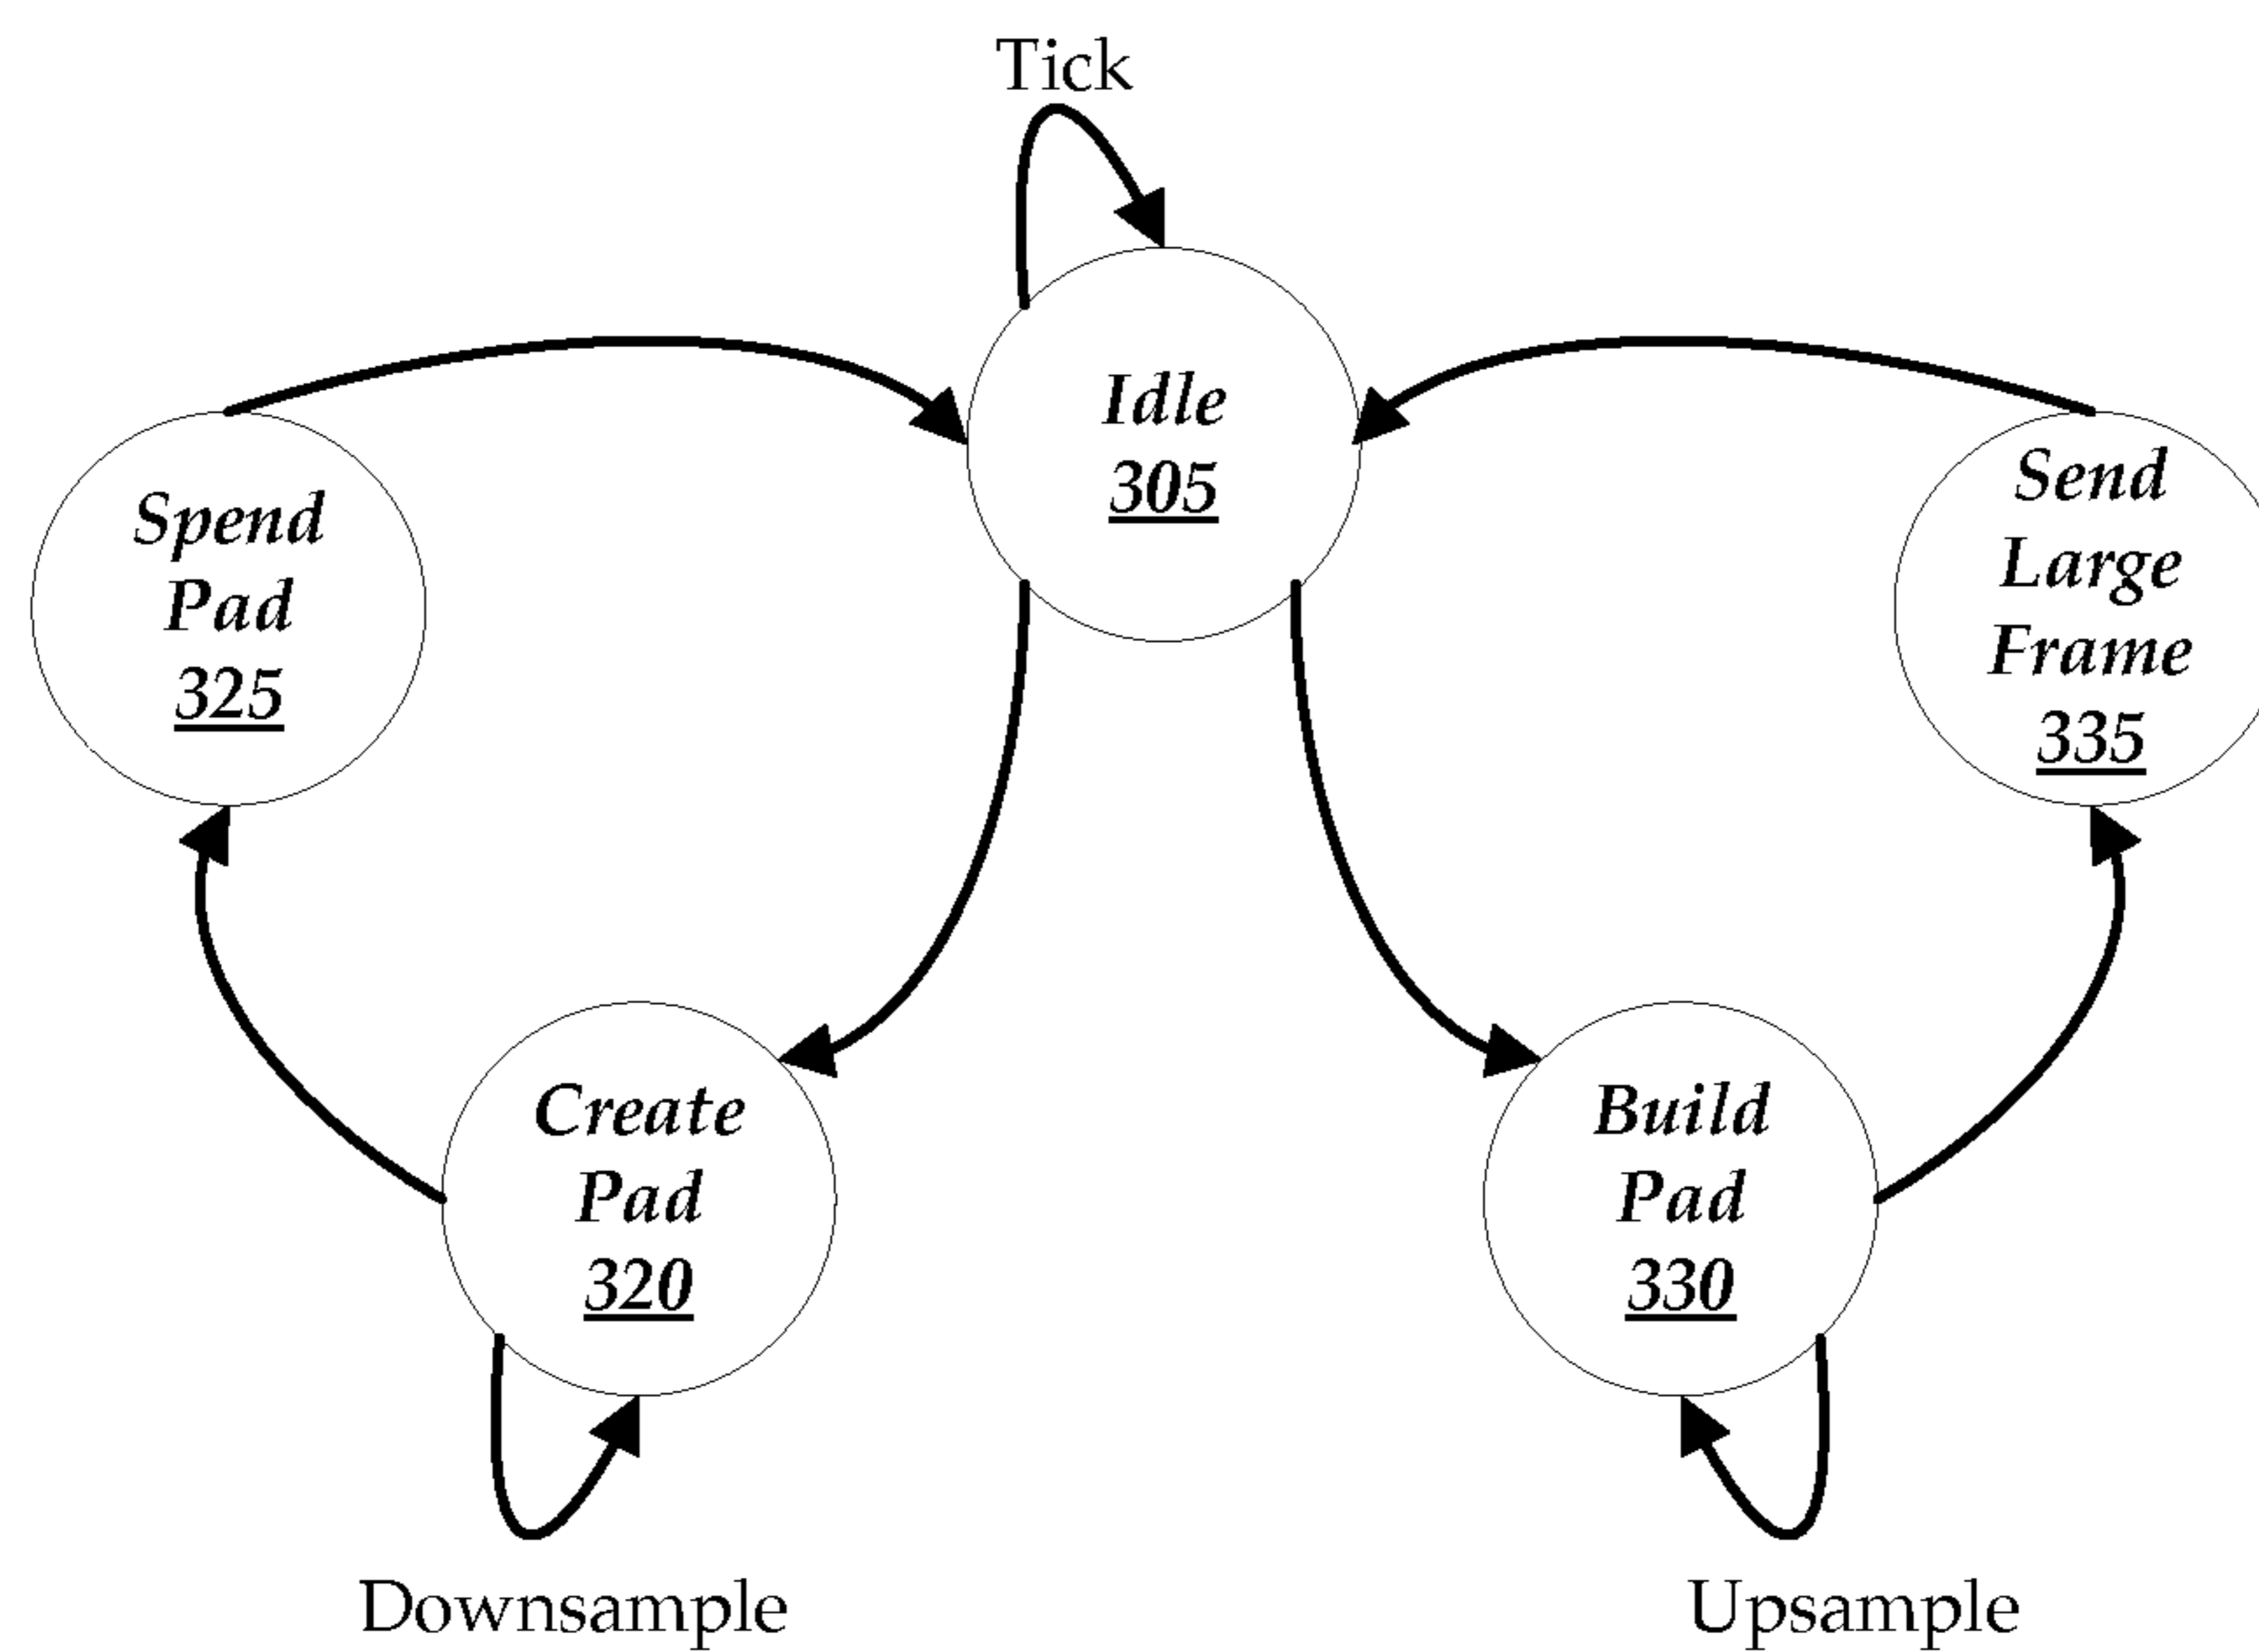 Tick
Idle
305
Spend
Pad
325
Send
Large
Frame
335
Create
Pad
320
Build
Pad
330
Downsample
Upsample